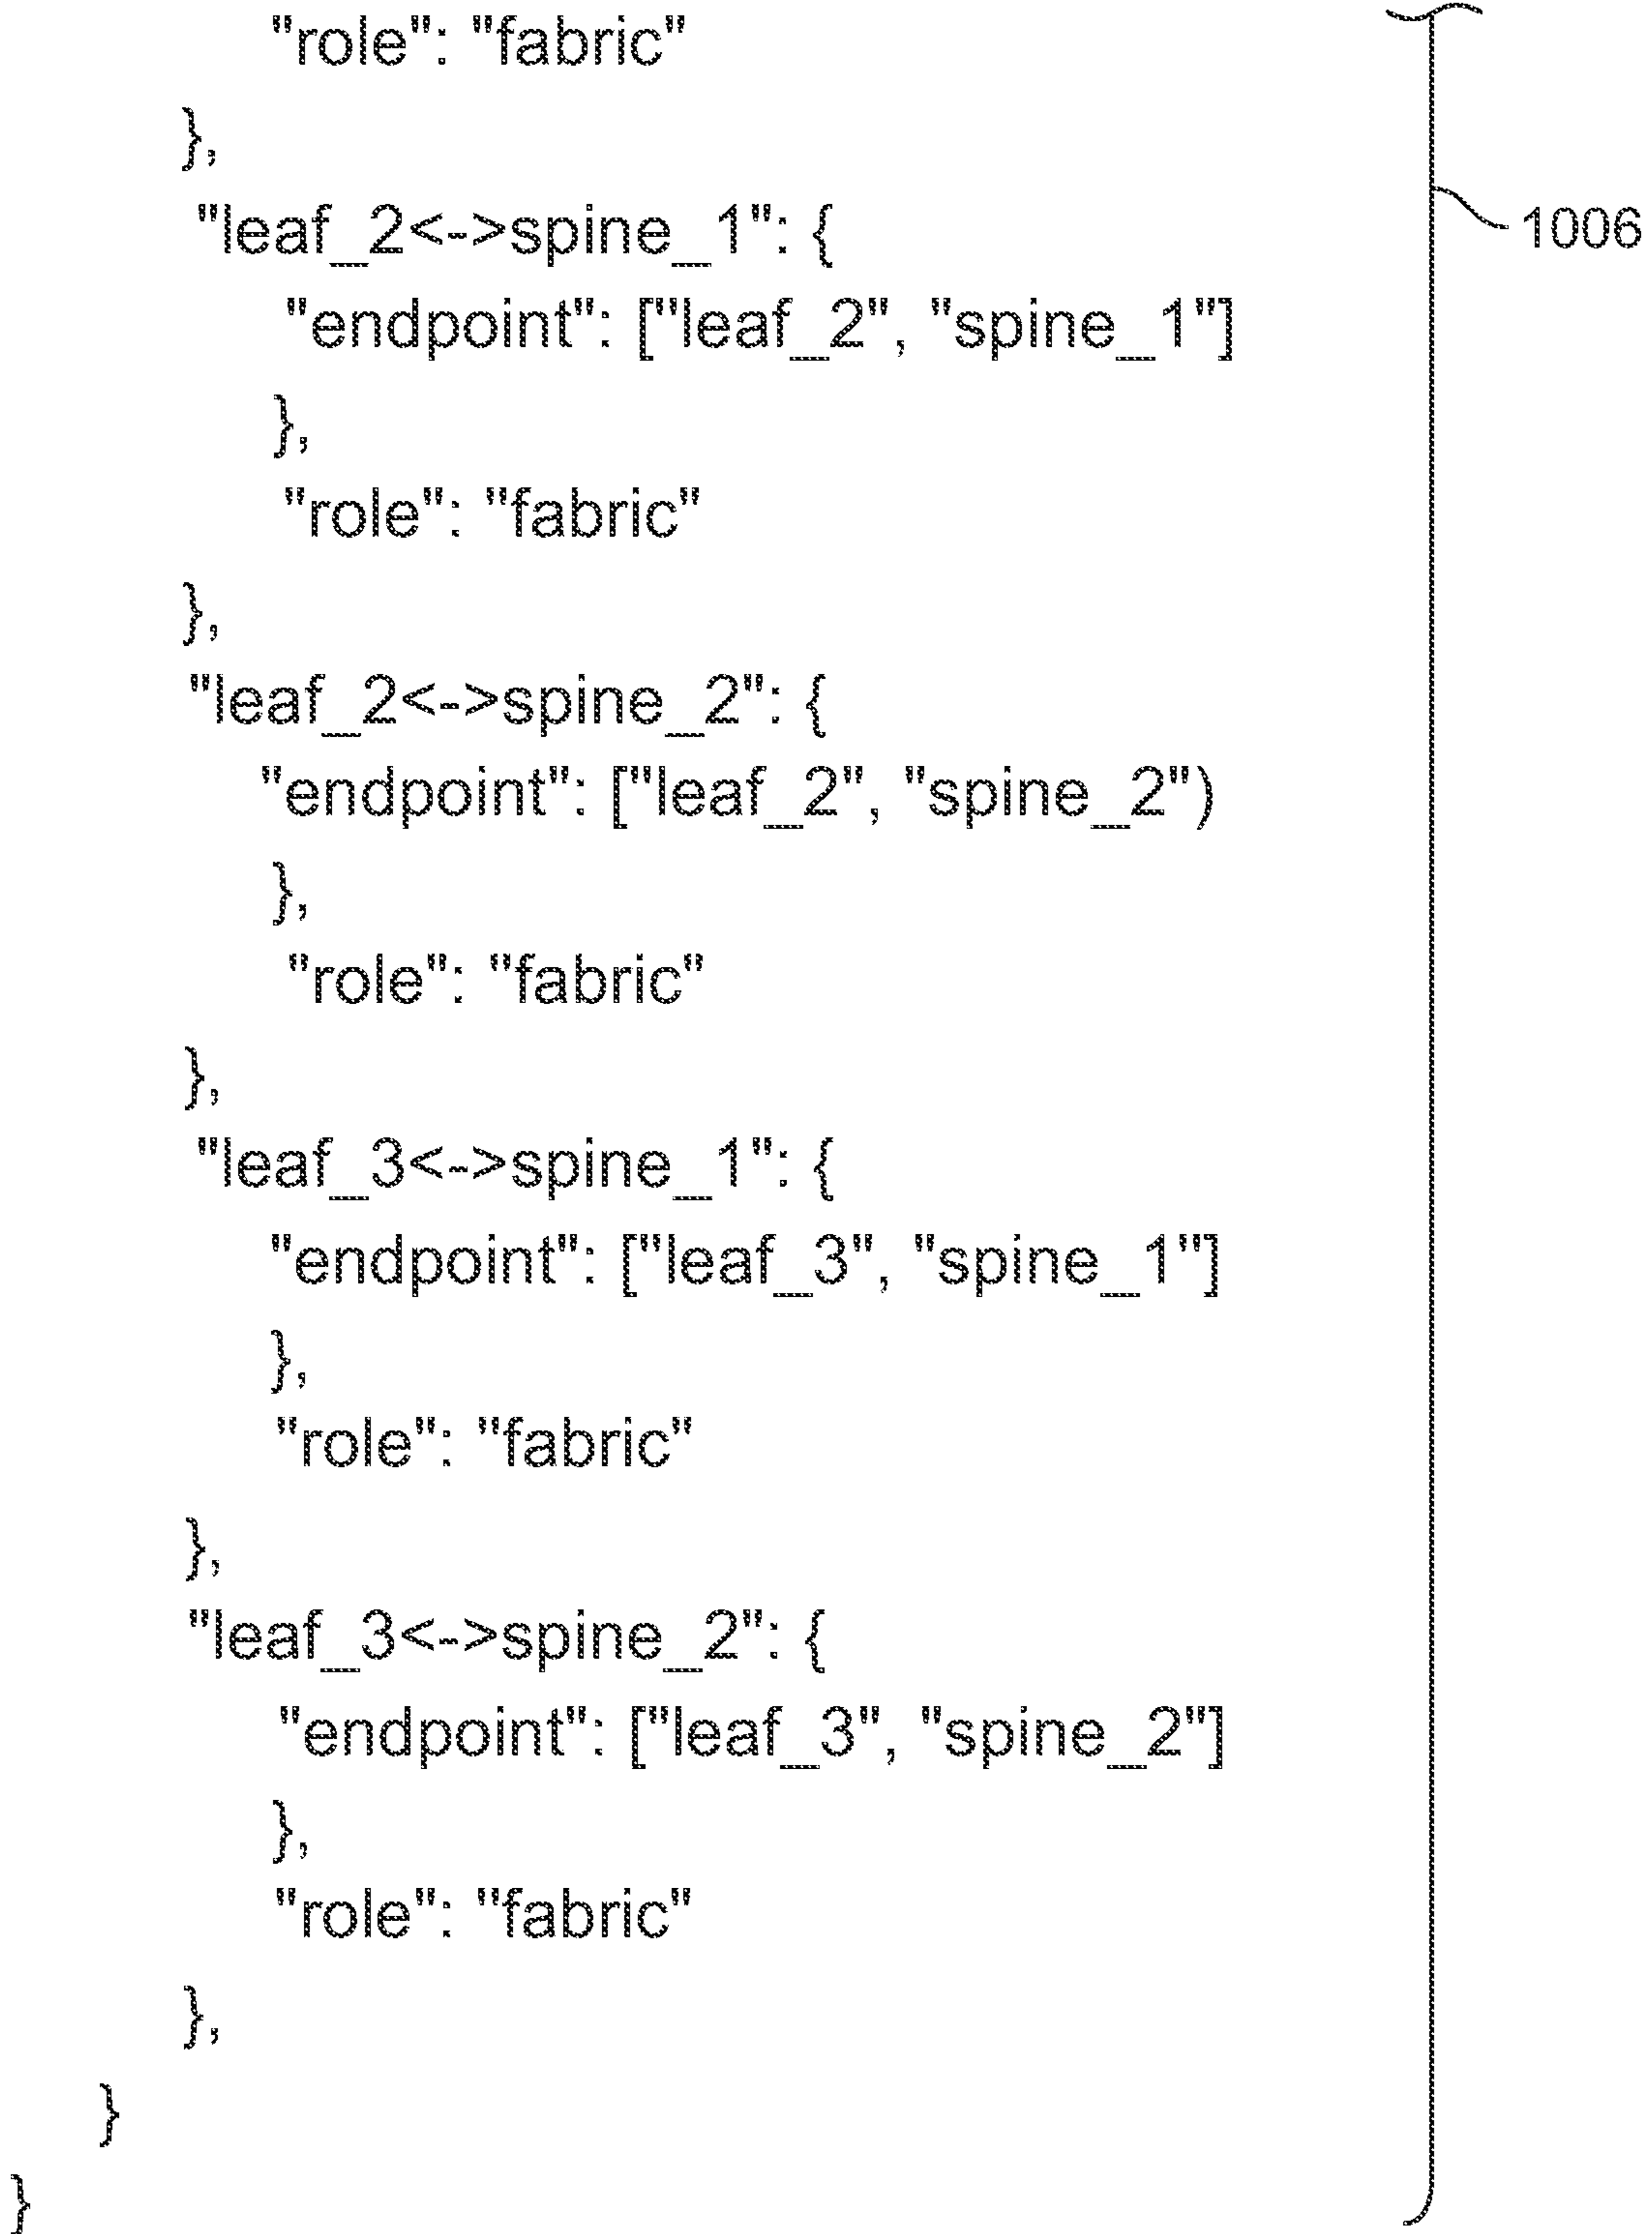 "role": "fabric"
},
"leaf_2<->spine_1": {
1006
"endpoint": ["leaf_2", "spine_1"]
},
"role": "fabric"
},
"leaf_2<->spine_2": {
"endpoint": ["leaf_2", "spine_2")
},
"role": "fabric"
},
"leaf_3<->spine_1": {
"endpoint": ["leaf_3", "spine_1"]
},
"role": "fabric"
},
"leaf_3<->spine_2": {
"endpoint": ["leaf_3", "spine_2"]
},
"role": "fabric"
},
}
}